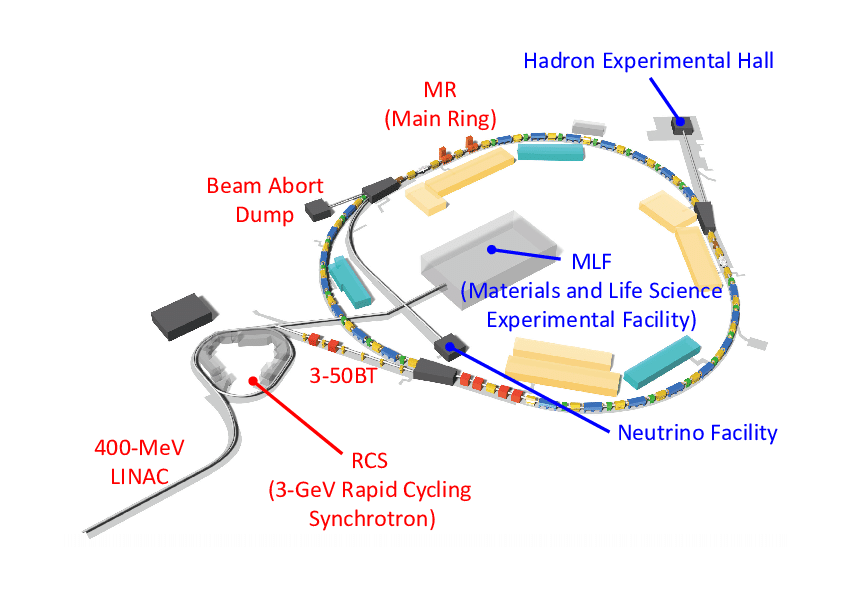 Hadron Experimental Hall
MR
(Main Ring)
Beam Abort
Dump
MLF
(Materials and Life Science
Experimental Facility)
3-50BT
Neutrino Facility
400-MeV
LINAC
RCS
(3-GeV Rapid Cycling
Synchrotron)